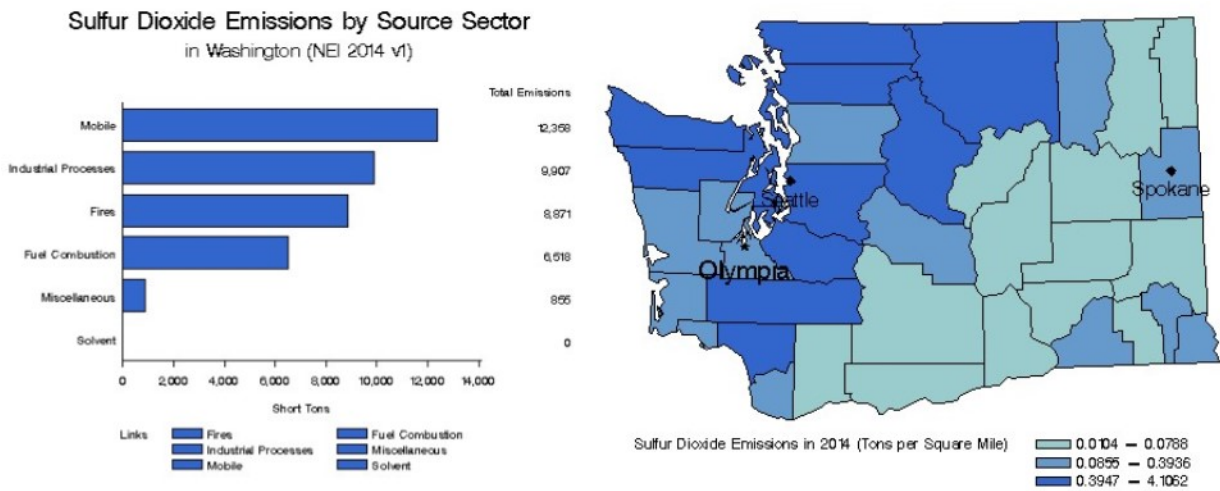 Sulfur Dioxide Emissions by Source Sector
in Washington (NEI 2014 v1)
Total Emissions
Mobile 12,358
Industrial Processes 9,907
Fires 8,871
Fuel Combustion 6,518
Miscellaneous 855
Solvent 0
0 2,000 4,000 6,000 8,000 10,000 12,000 14,000
Short Tons
Links Fires Fuel Combustion
Industrial Processes Miscellaneous
Mobile Solvent
Seattle
Spokane
Olympia
Sulfur Dioxide Emissions in 2014 (Tons per Square Mile) 0.0104 – 0.0788
0.0855 – 0.3936
0.3947 – 4.1062